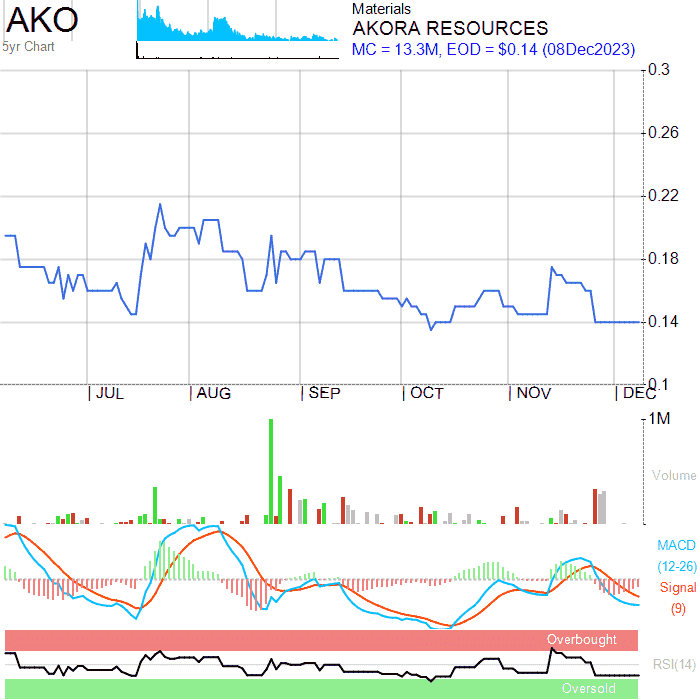 AKO
5yr Chart
Materials
AKORA RESOURCES
MC = 13.3M, EOD = $0.14 (08Dec2023)
0.3
0.26
0.22
0.18
0.14
0.1
JUL AUG SEP OCT NOV DEC
1M
Volume
MACD
(12-26)
Signal
(9)
Overbought
RSI(14)
Oversold